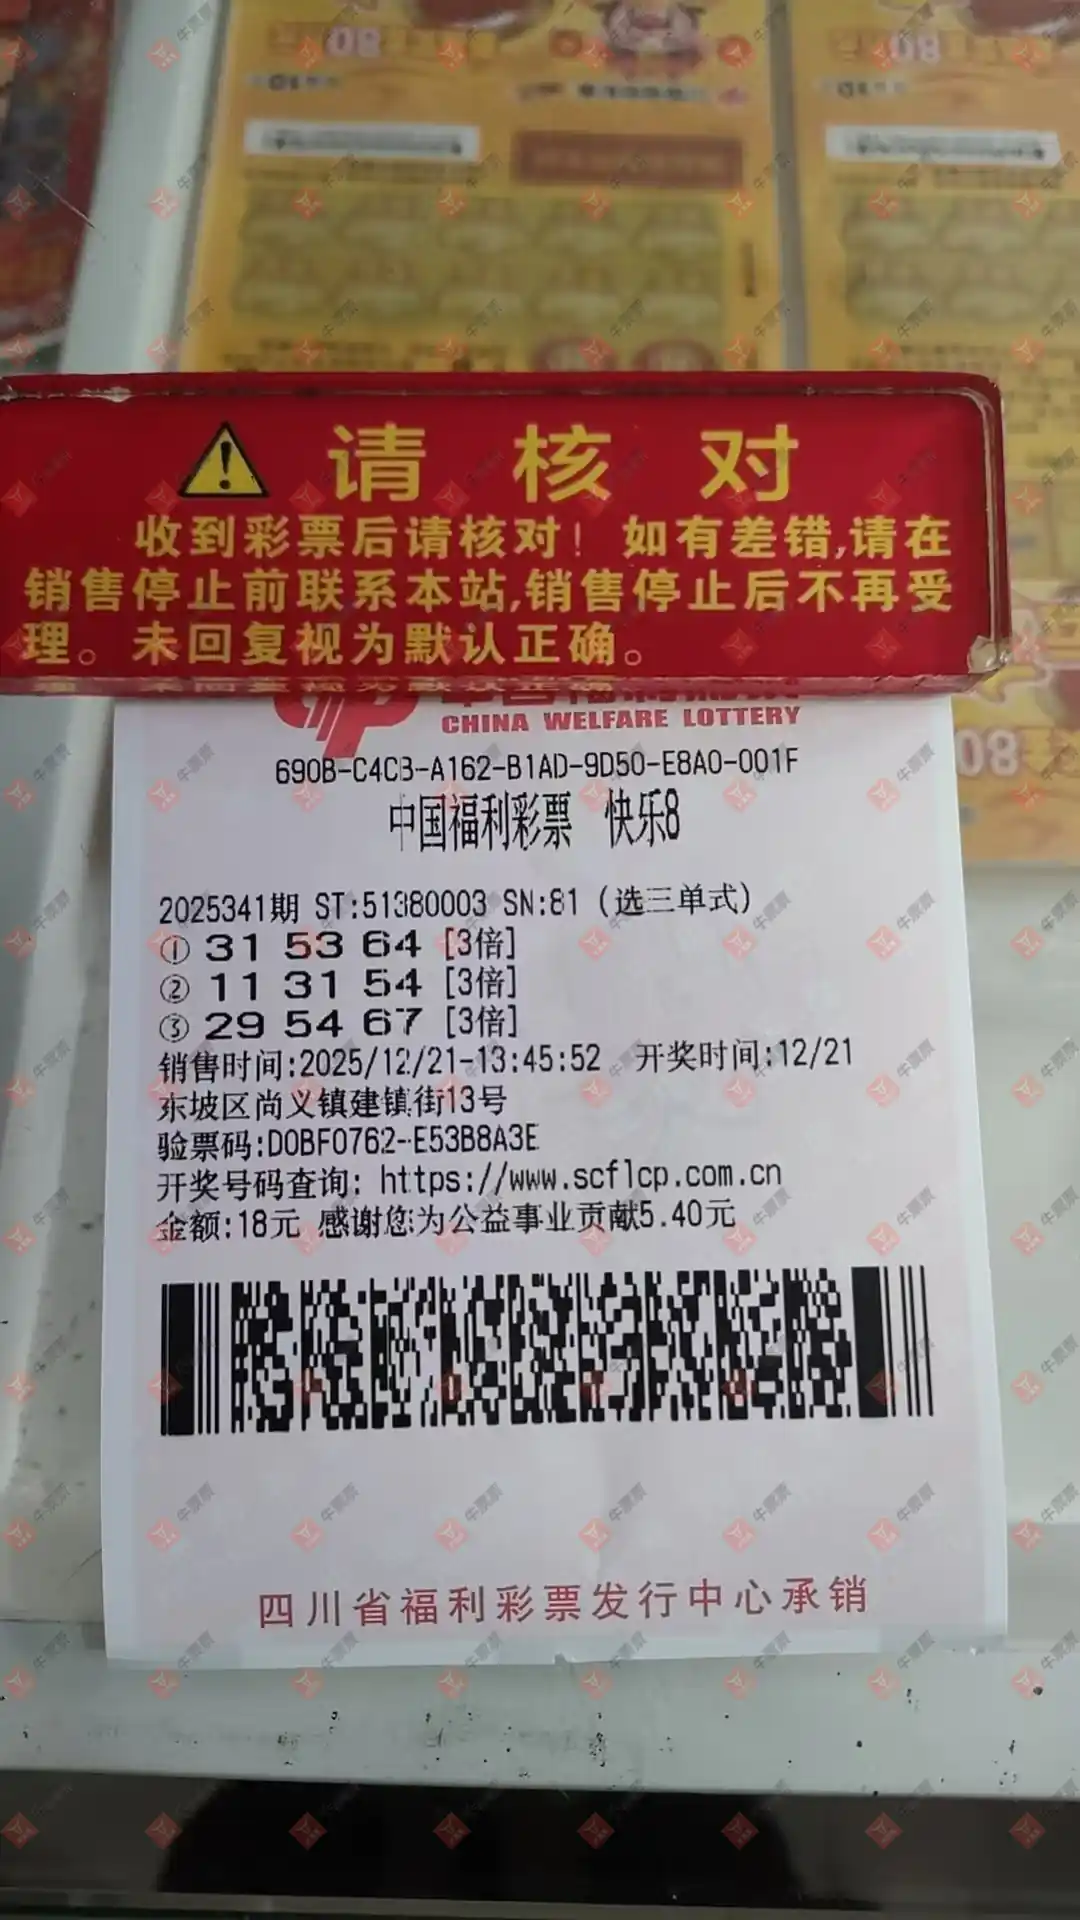 请核对
收到彩票后请核对！如有差错,请在
销售停止前联系本站,销售停止后不再受
理。未回复视为默认正确。
CHINA WELFARE LOTTERY
690B-C4CB-A162-B1AD-9D50-E8A0-001F
中国福利彩票 快乐8
2025341期 ST:51380003 SN:81 (选三单式)
① 31 53 64 [3倍]
② 11 31 54 [3倍]
③ 29 54 67 [3倍]
销售时间:2025/12/21-13:45:52 开奖时间:12/21
东坡区尚义镇建镇街13号
验票码:D0BF0762-E53B8A3E
开奖号码查询: https://www.scflcp.com.cn
金额:18元 感谢您为公益事业贡献5.40元
四川省福利彩票发行中心承销
牛票票